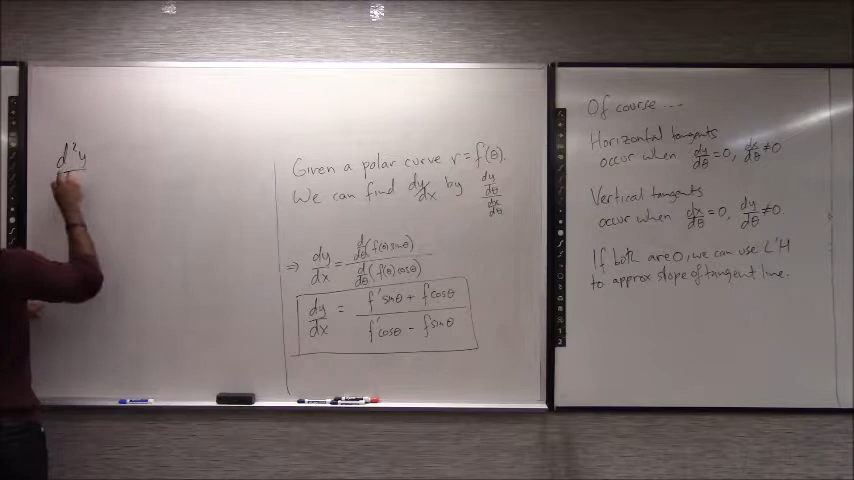 d²y
Given a polar curve r = f(θ).
We can find dy/dx by (dy/dθ)/(dx/dθ)
⇒ dy/dx = (d/dθ (f(θ) sinθ))/(d/dθ (f(θ) cosθ))
dy/dx = (f' sinθ + f cosθ)/(f' cosθ - f sinθ)
Of course ...
Horizontal tangents
occur when dy/dθ = 0, dx/dθ ≠ 0
Vertical tangents
occur when dx/dθ = 0, dy/dθ ≠ 0.
If both are 0, we can use L'H
to approx slope of tangent line.